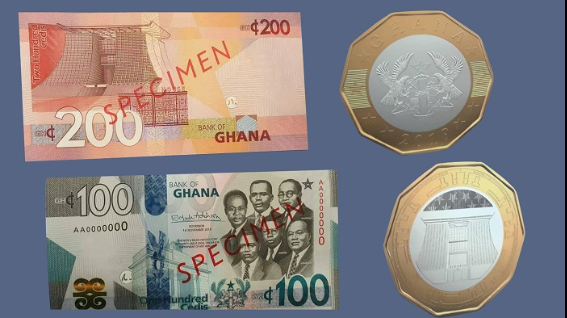 GH₵200
Two Hundred
Cedis
SPECIMEN
₵200
BANK OF
GHANA
GHANA
2019
GH₵100
AA0000000
BANK OF
GHANA
AA0000000
SPECIMEN
One Hundred
Cedis
₵100